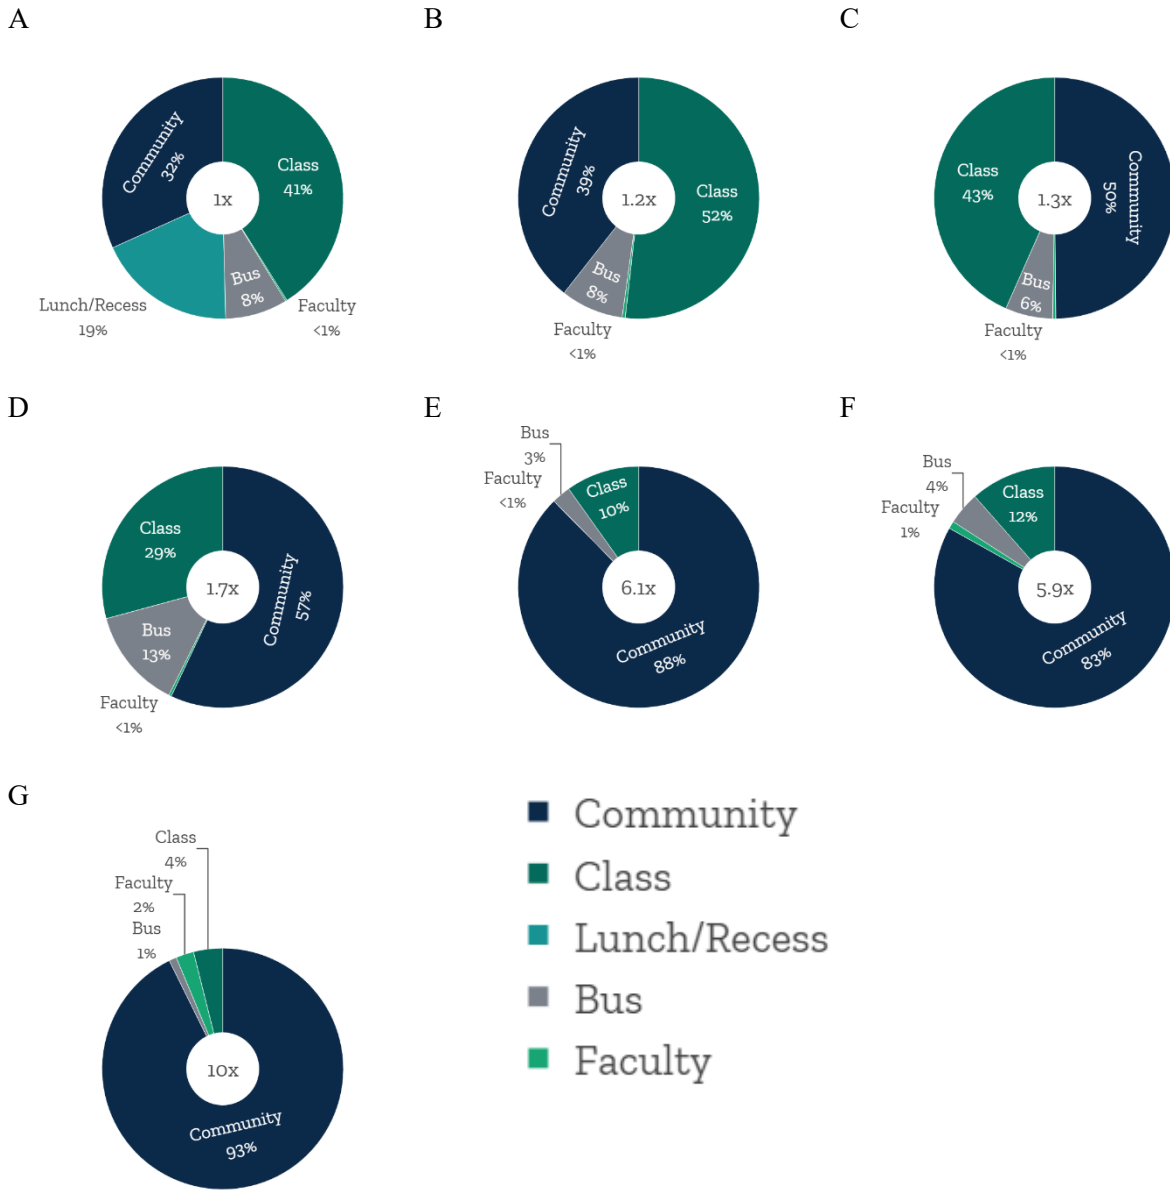 A
Community
32%
Class
41%
1x
Bus
8%
Lunch/Recess
19%
Faculty
<1%
B
Community
39%
Class
52%
1.2x
Bus
8%
Faculty
<1%
C
Class
43%
Community
50%
1.3x
Bus
6%
Faculty
<1%
D
Class
29%
Community
57%
1.7x
Bus
13%
Faculty
<1%
E
Bus
3%
Faculty
<1%
Class
10%
6.1x
Community
88%
F
Bus
4%
Faculty
1%
Class
12%
5.9x
Community
83%
G
Class
4%
Faculty
2%
Bus
1%
10x
Community
93%
Community
Class
Lunch/Recess
Bus
Faculty